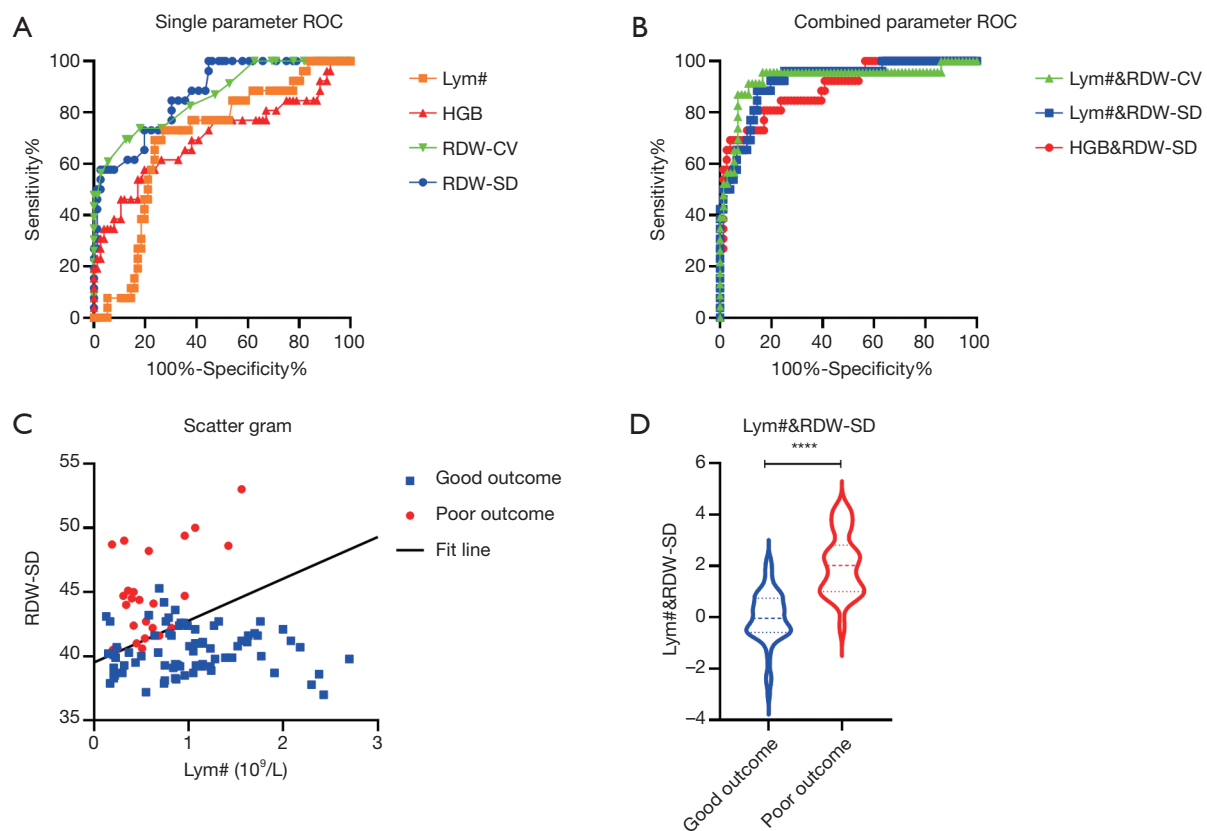 A
Single parameter ROC
Sensitivity%
100
80
60
40
20
0
0 20 40 60 80 100
100%-Specificity%
Lym#
HGB
RDW-CV
RDW-SD
B
Combined parameter ROC
Sensitivity%
100
80
60
40
20
0
0 20 40 60 80 100
100%-Specificity%
Lym#&RDW-CV
Lym#&RDW-SD
HGB&RDW-SD
C
Scatter gram
RDW-SD
55
50
45
40
35
0 1 2 3
Lym# (10⁹/L)
Good outcome
Poor outcome
Fit line
D
Lym#&RDW-SD
****
Lym#&RDW-SD
6
4
2
0
−2
−4
Good outcome
Poor outcome